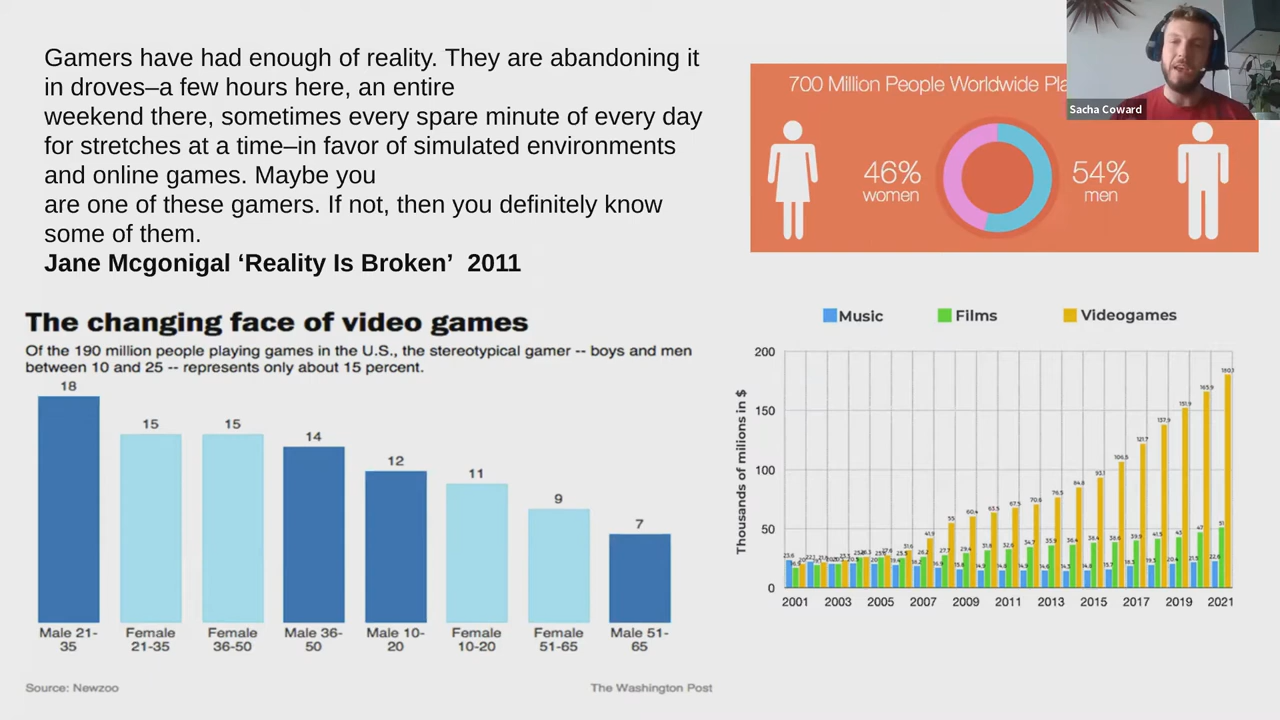 Gamers have had enough of reality. They are abandoning it
in droves–a few hours here, an entire
weekend there, sometimes every spare minute of every day
for stretches at a time–in favor of simulated environments
and online games. Maybe you
are one of these gamers. If not, then you definitely know
some of them.
Jane Mcgonigal ‘Reality Is Broken’ 2011
700 Million People Worldwide
46%
women
54%
men
Sacha Coward
The changing face of video games
Of the 190 million people playing games in the U.S., the stereotypical gamer -- boys and men
between 10 and 25 -- represents only about 15 percent.
18
15
15
14
12
11
9
7
Male 21-
35
Female
21-35
Female
36-50
Male 36-
50
Male 10-
20
Female
10-20
Female
51-65
Male 51-
65
Source: Newzoo
The Washington Post
Music
Films
Videogames
Thousands of millions in $
200
150
100
50
0
2001 2003 2005 2007 2009 2011 2013 2015 2017 2019 2021